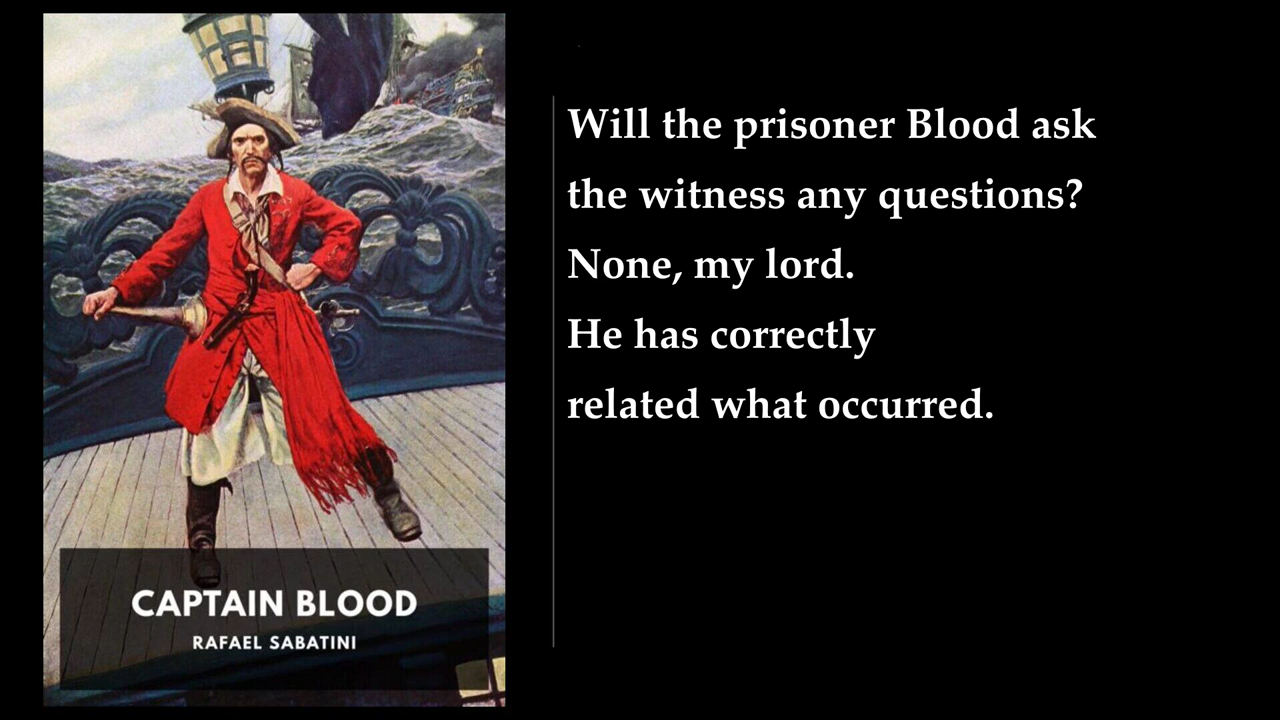 Will the prisoner Blood ask
the witness any questions?
None, my lord.
He has correctly
related what occurred.
CAPTAIN BLOOD
RAFAEL SABATINI